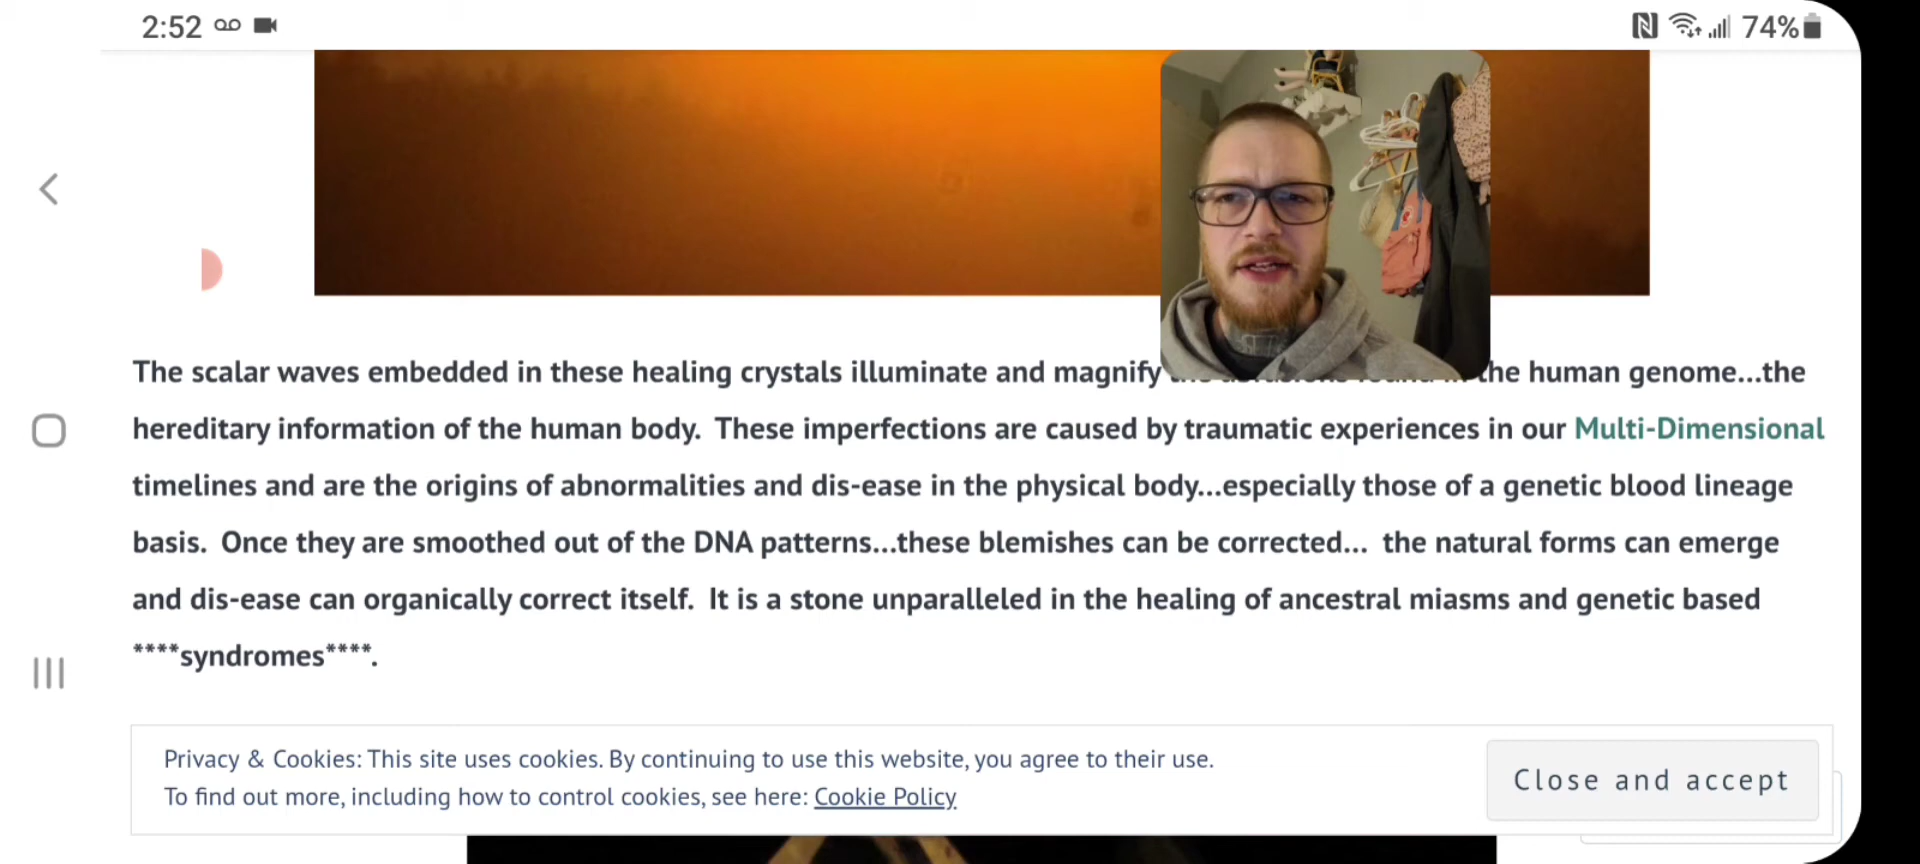 2:52
74%
The scalar waves embedded in these healing crystals illuminate and magnify the human genome...the
hereditary information of the human body. These imperfections are caused by traumatic experiences in our Multi-Dimensional
timelines and are the origins of abnormalities and dis-ease in the physical body...especially those of a genetic blood lineage
basis. Once they are smoothed out of the DNA patterns...these blemishes can be corrected... the natural forms can emerge
and dis-ease can organically correct itself. It is a stone unparalleled in the healing of ancestral miasms and genetic based
****syndromes****.
Privacy & Cookies: This site uses cookies. By continuing to use this website, you agree to their use.
To find out more, including how to control cookies, see here: Cookie Policy
Close and accept